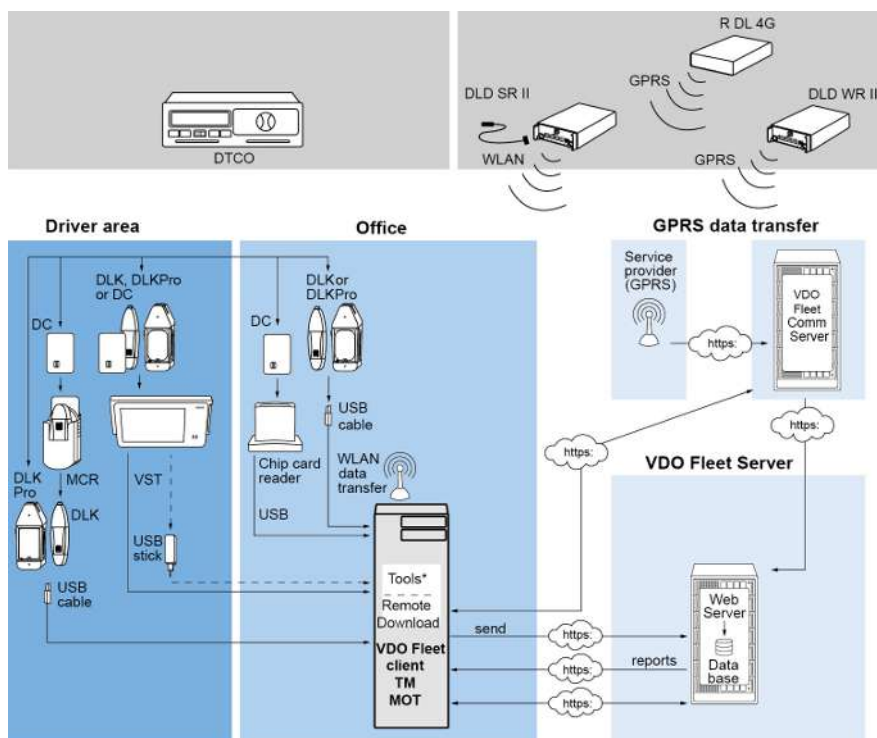 R DL 4G
GPRS
DLD SR II
DLD WR II
WLAN
GPRS
DTCO
Driver area
Office
GPRS data transfer
DLK, DLKPro
or DC
DC
DLK or
DLKPro
DC
Service
provider
(GPRS)
VDO
Fleet
Comm
Server
https:
USB
cable
Chip card
reader
WLAN
data
transfer
USB
MCR
VST
DLK
Pro
DLK
USB
stick
USB
cable
https:
https:
VDO Fleet Server
Tools*
Remote
Download
VDO Fleet
client
TM
MOT
send
https:
https:
reports
https:
Web
Server
Data
base